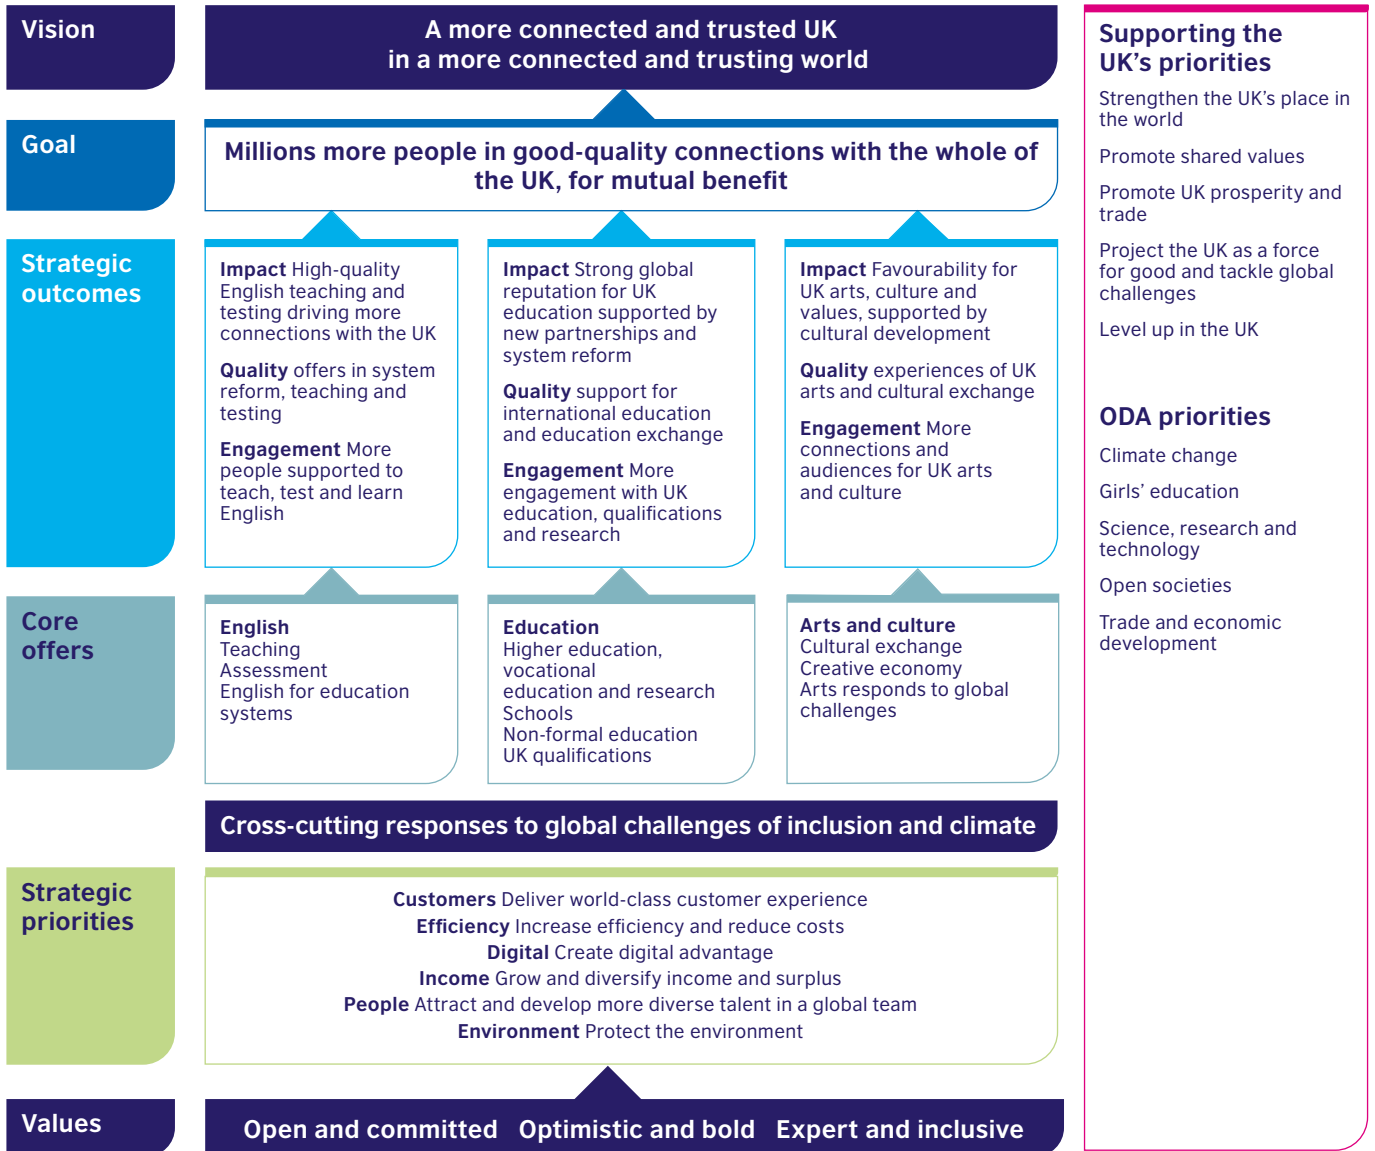 Vision
A more connected and trusted UK
in a more connected and trusting world
Goal
Millions more people in good-quality connections with the whole of
the UK, for mutual benefit
Strategic
outcomes
Impact High-quality
English teaching and
testing driving more
connections with the UK
Quality offers in system
reform, teaching and
testing
Engagement More
people supported to
teach, test and learn
English
Impact Strong global
reputation for UK
education supported by
new partnerships and
system reform
Quality support for
international education
and education exchange
Engagement More
engagement with UK
education, qualifications
and research
Impact Favourability for
UK arts, culture and
values, supported by
cultural development
Quality experiences of UK
arts and cultural exchange
Engagement More
connections and
audiences for UK arts
and culture
Core
offers
English
Teaching
Assessment
English for education
systems
Education
Higher education,
vocational
education and research
Schools
Non-formal education
UK qualifications
Arts and culture
Cultural exchange
Creative economy
Arts responds to global
challenges
Cross-cutting responses to global challenges of inclusion and climate
Strategic
priorities
Customers Deliver world-class customer experience
Efficiency Increase efficiency and reduce costs
Digital Create digital advantage
Income Grow and diversify income and surplus
People Attract and develop more diverse talent in a global team
Environment Protect the environment
Values
Open and committed Optimistic and bold Expert and inclusive
Supporting the
UK’s priorities
Strengthen the UK’s place in
the world
Promote shared values
Promote UK prosperity and
trade
Project the UK as a force
for good and tackle global
challenges
Level up in the UK
ODA priorities
Climate change
Girls’ education
Science, research and
technology
Open societies
Trade and economic
development